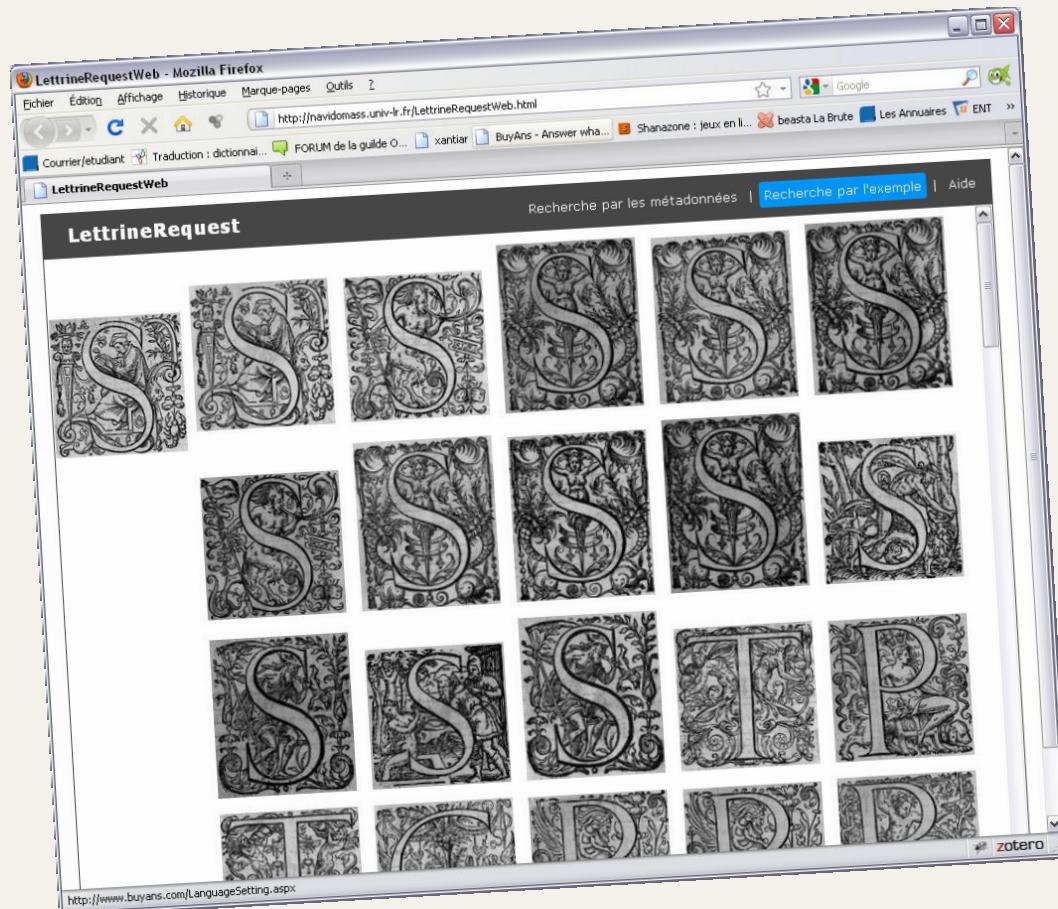 LettrineRequestWeb - Mozilla Firefox
Fichier Édition Affichage Historique Marque-pages Outils ?
http://navidomass.univ-lr.fr/LettrineRequestWeb.html Google
Courrier/etudiant Traduction : dictionnai... FORUM de la guilde O... xantiar BuyAns - Answer wha... Shanazone : jeux en li... beasta La Brute Les Annuaires ENT »
LettrineRequestWeb
LettrineRequest Recherche par les métadonnées | Recherche par l'exemple | Aide
S S S S S S
S S S S S
S S S T P
T C P P P
http://www.buyans.com/LanguageSetting.aspx zotero